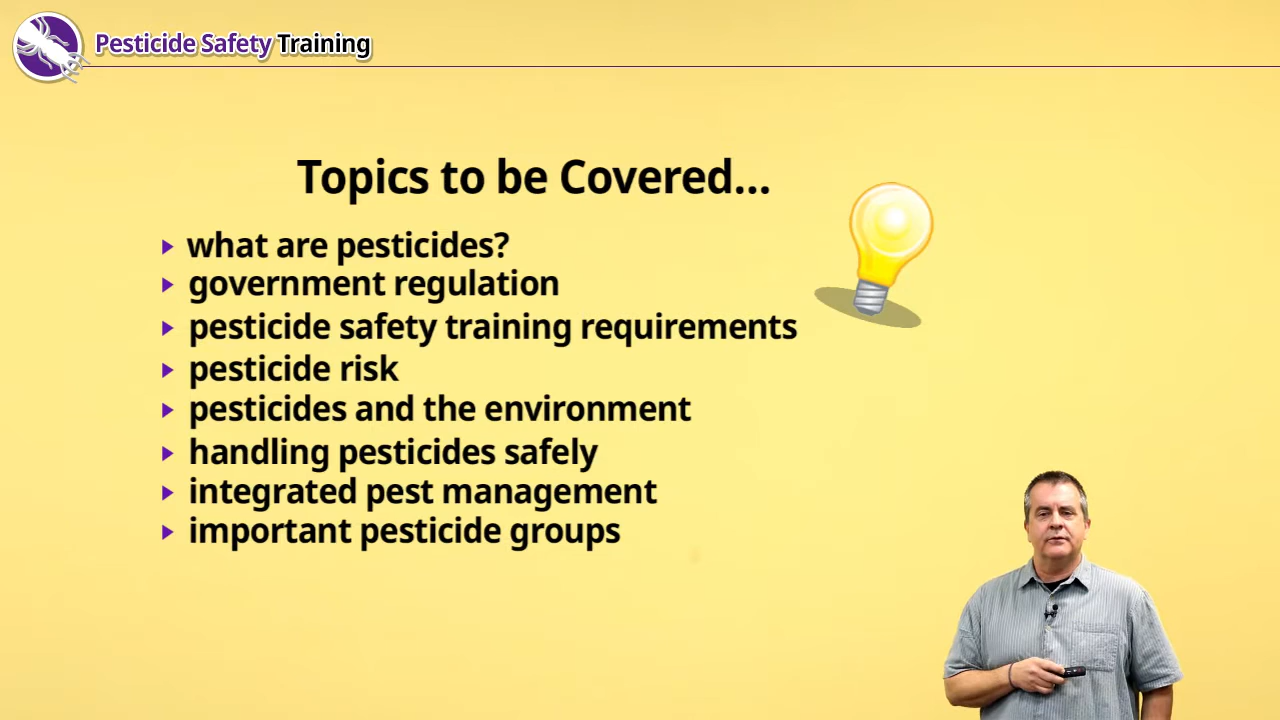 Pesticide Safety Training
Topics to be Covered...
what are pesticides?
government regulation
pesticide safety training requirements
pesticide risk
pesticides and the environment
handling pesticides safely
integrated pest management
important pesticide groups